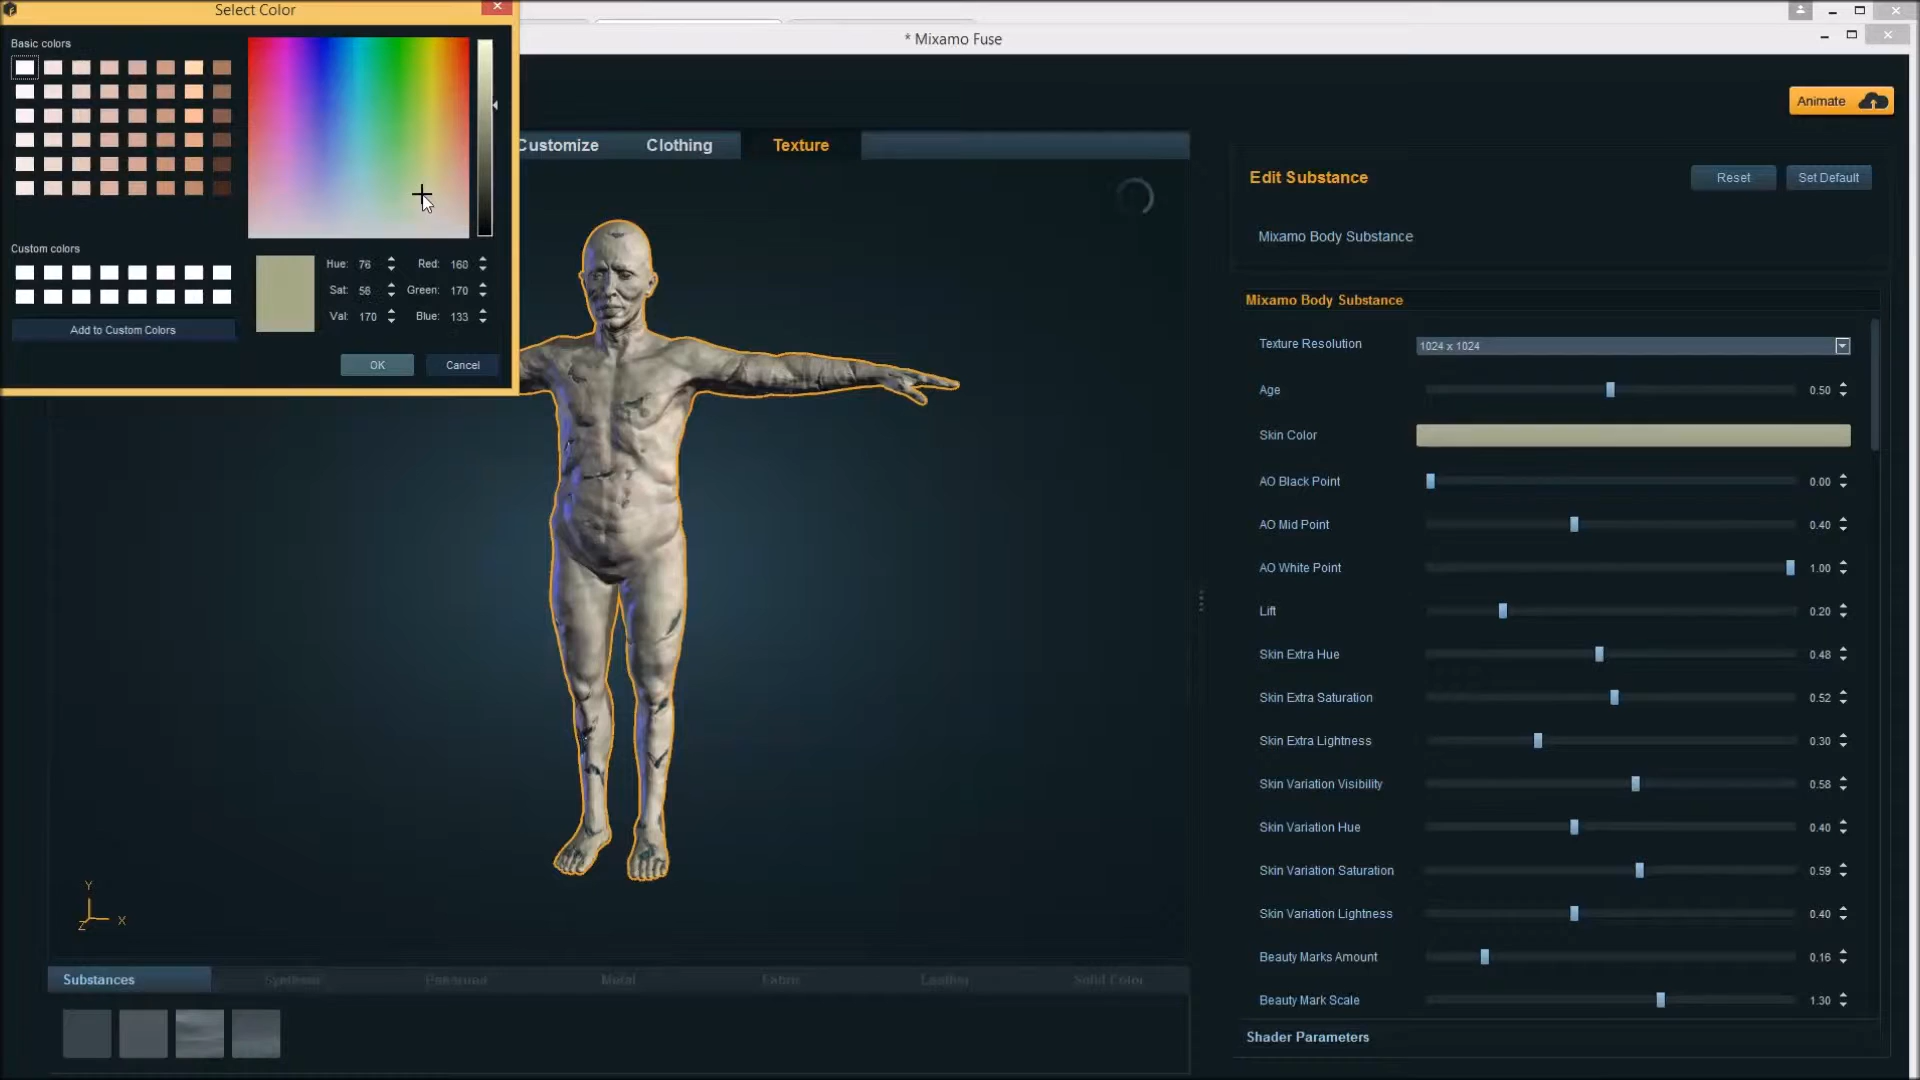 Select Color
* Mixamo Fuse
Basic colors
Custom colors
Add to Custom Colors
Hue: 76
Sat: 56
Val: 170
Red: 160
Green: 170
Blue: 133
OK
Cancel
Animate
Customize
Clothing
Texture
Edit Substance
Reset
Set Default
Mixamo Body Substance
Mixamo Body Substance
Texture Resolution 1024 x 1024
Age 0.50
Skin Color
AO Black Point 0.00
AO Mid Point 0.40
AO White Point 1.00
Lift 0.20
Skin Extra Hue 0.48
Skin Extra Saturation 0.52
Skin Extra Lightness 0.30
Skin Variation Visibility 0.58
Skin Variation Hue 0.40
Skin Variation Saturation 0.59
Skin Variation Lightness 0.40
Beauty Marks Amount 0.16
Beauty Mark Scale 1.30
Shader Parameters
Y
Z
X
Substances
Metal
Fabric
Leather
Solid Color